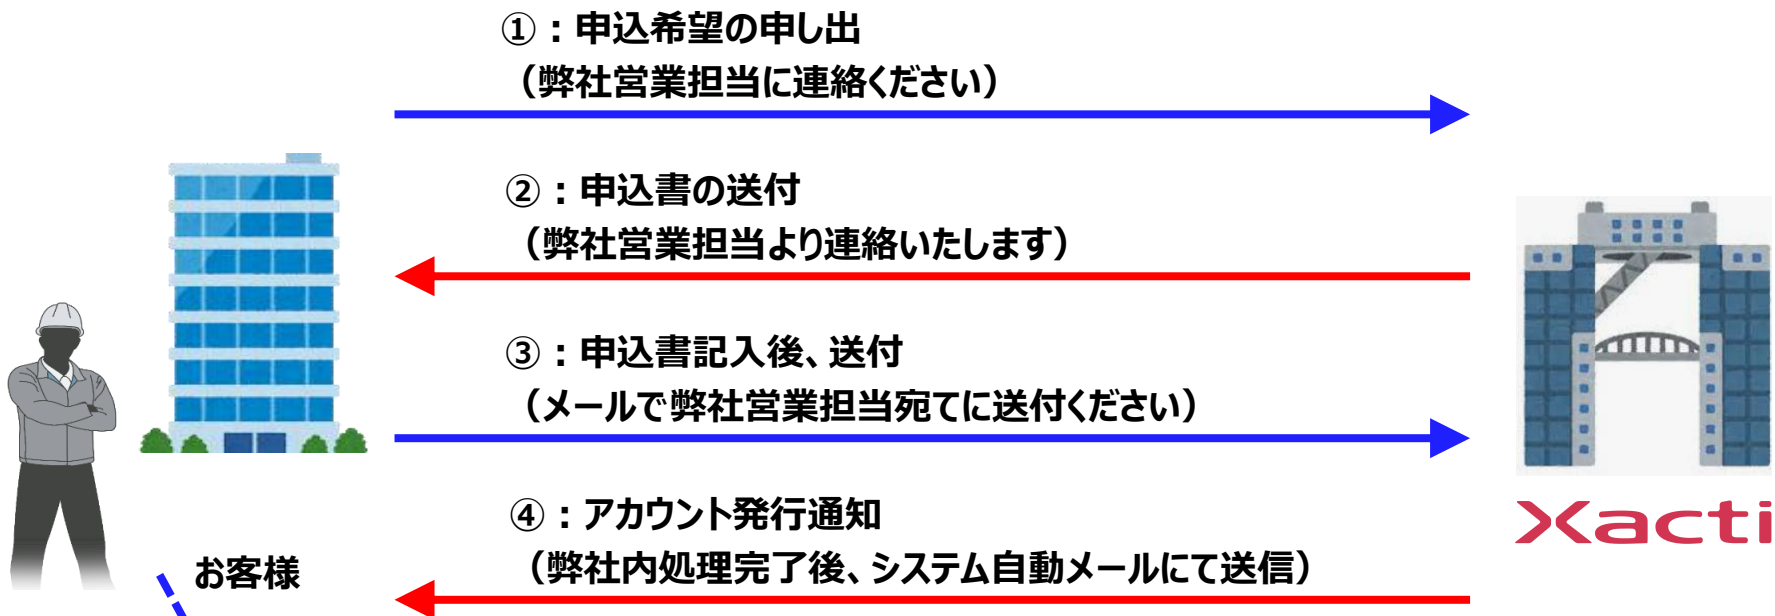 ①：申込希望の申し出
（弊社営業担当に連絡ください）
②：申込書の送付
（弊社営業担当より連絡いたします）
③：申込書記入後、送付
（メールで弊社営業担当宛てに送付ください）
④：アカウント発行通知
（弊社内処理完了後、システム自動メールにて送信）
お客様
Xacti